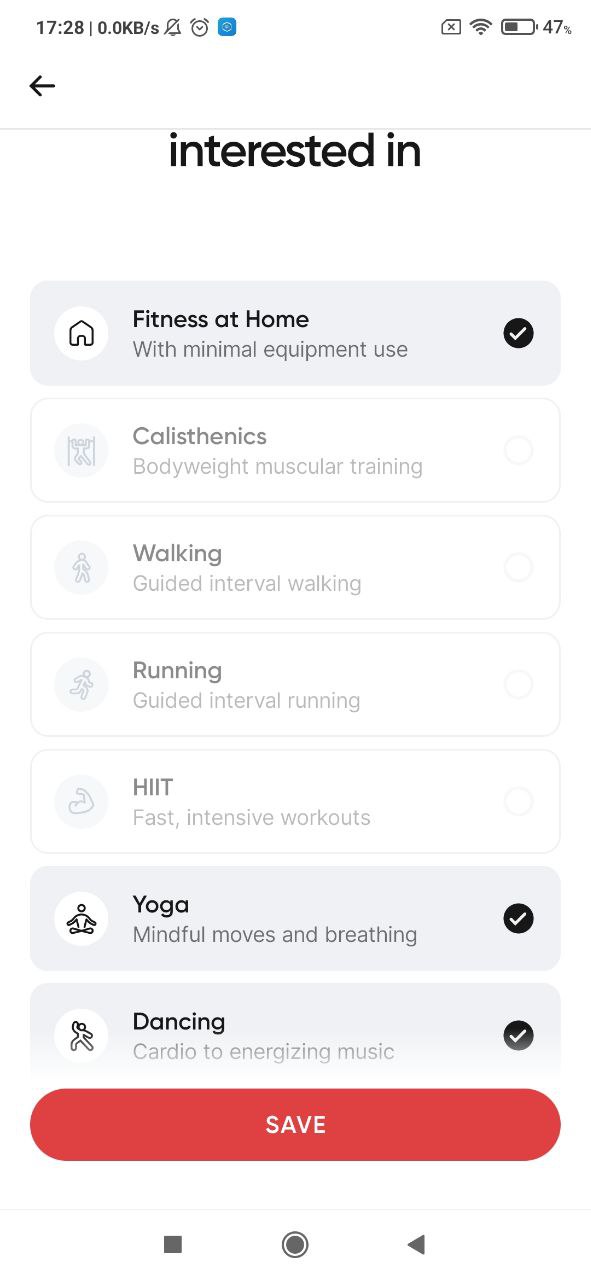 17:28 | 0.0KB/s 47%
interested in
Fitness at Home
With minimal equipment use
Calisthenics
Bodyweight muscular training
Walking
Guided interval walking
Running
Guided interval running
HIIT
Fast, intensive workouts
Yoga
Mindful moves and breathing
Dancing
Cardio to energizing music
SAVE